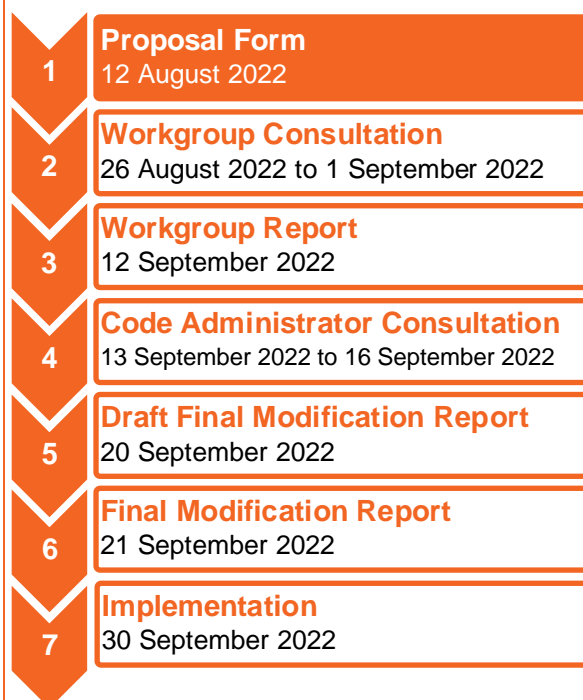 1
Proposal Form
12 August 2022
2
Workgroup Consultation
26 August 2022 to 1 September 2022
3
Workgroup Report
12 September 2022
4
Code Administrator Consultation
13 September 2022 to 16 September 2022
5
Draft Final Modification Report
20 September 2022
6
Final Modification Report
21 September 2022
7
Implementation
30 September 2022